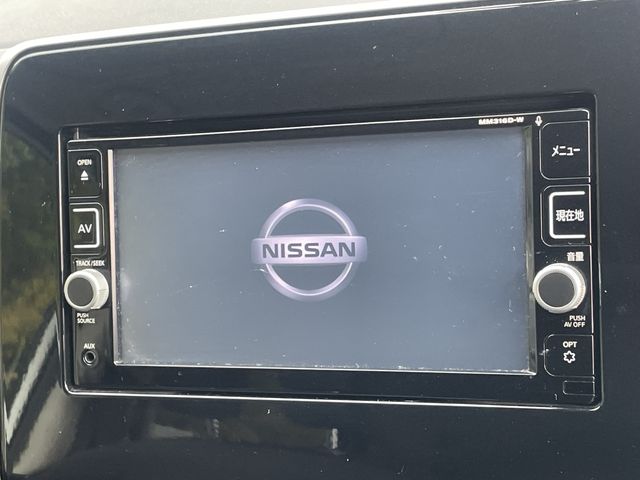 MM316D-W
OPEN
メニュー
AV
現在地
NISSAN
TRACK/SEEK
音量
PUSH
SOURCE
PUSH
AV OFF
AUX
OPT